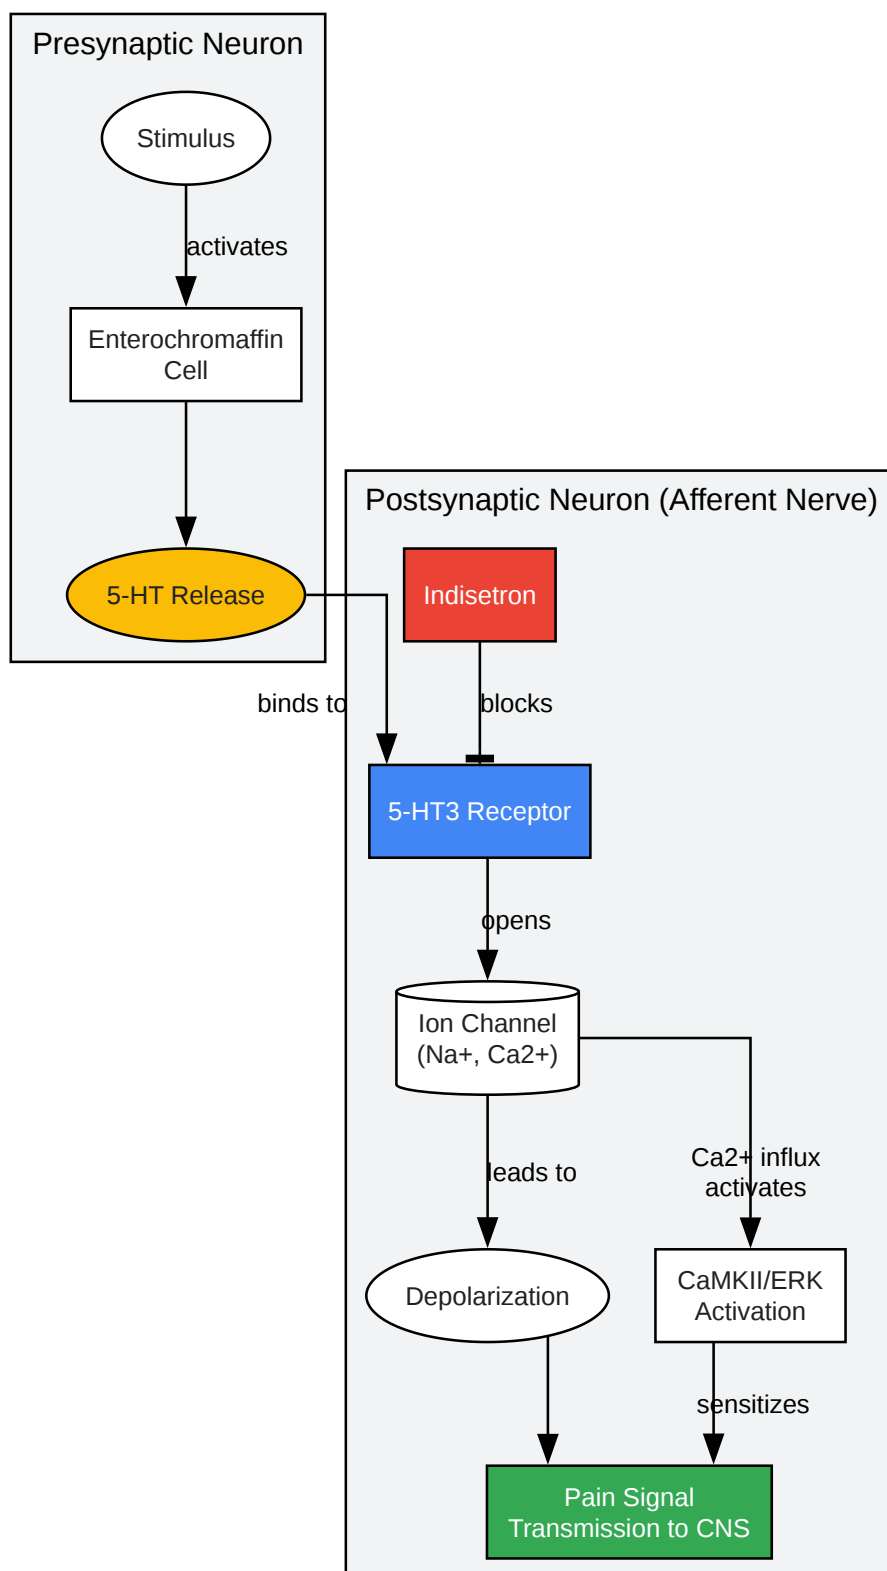 Presynaptic Neuron
Stimulus
activates
Enterochromaffin
Cell
5-HT Release
binds to
Postsynaptic Neuron (Afferent Nerve)
Indisetron
blocks
5-HT3 Receptor
opens
Ion Channel
(Na+, Ca2+)
leads to
Ca2+ influx
activates
Depolarization
CaMKII/ERK
Activation
sensitizes
Pain Signal
Transmission to CNS